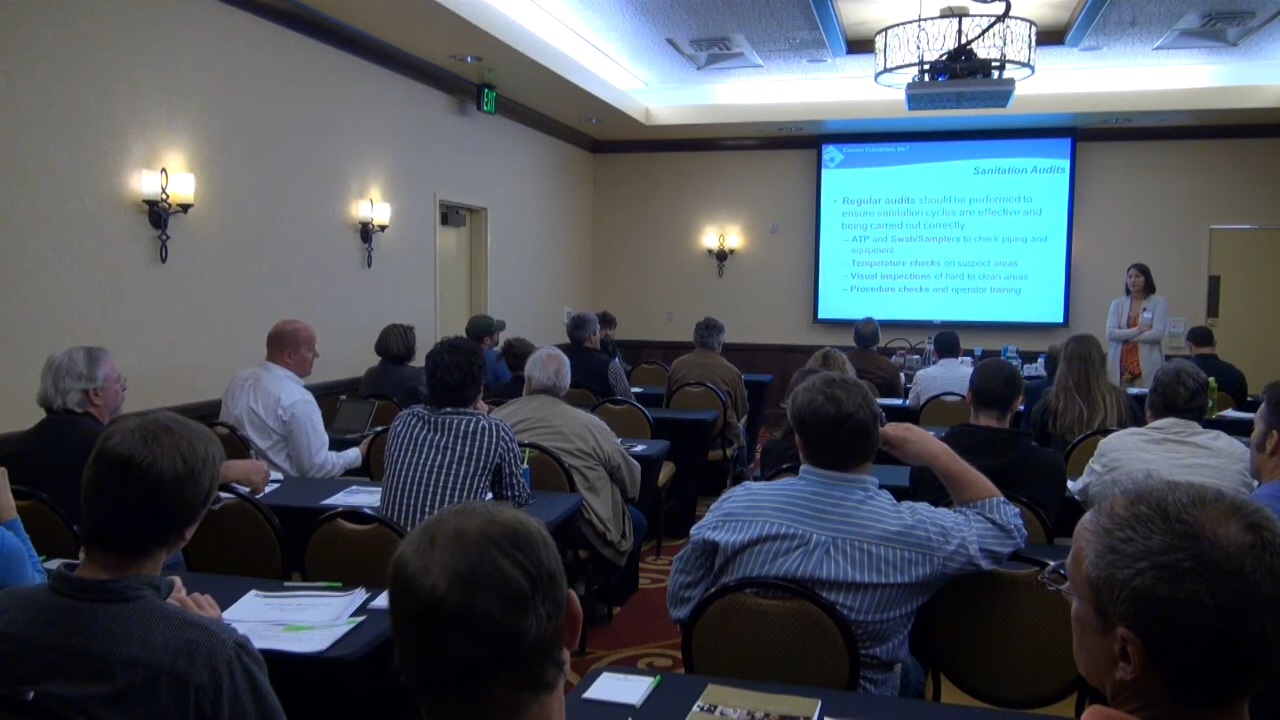 EXIT
Enterprises, Inc.
Sanitation Audits
• Regular audits should be performed to
ensure sanitation cycles are effective and
being carried out correctly
– ATP and Swab/Samplers to check piping and
equipment
– Temperature checks on suspect areas
– Visual inspections of hard to clean areas
– Procedure checks and operator training